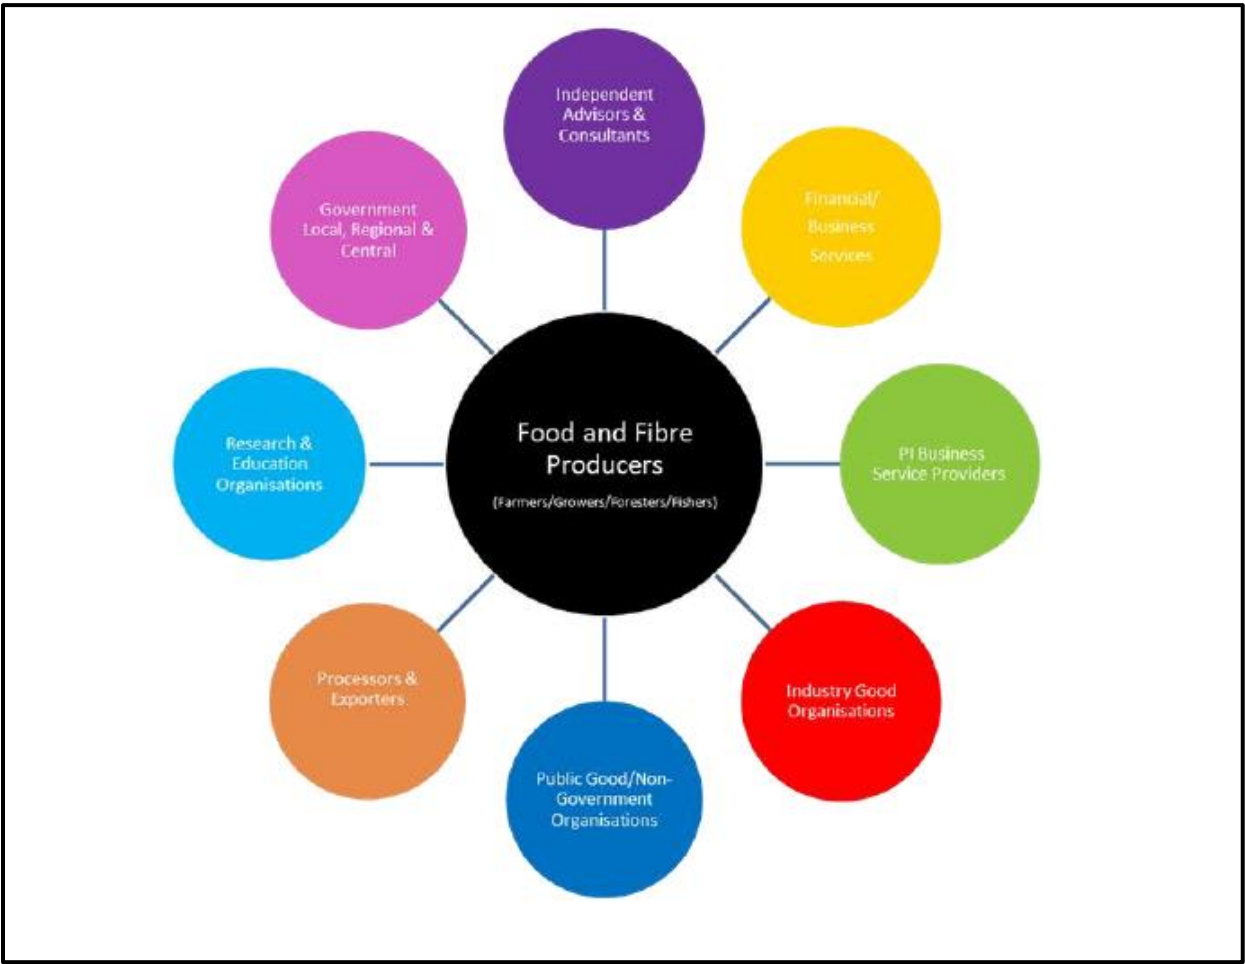 Independent
Advisors &
Consultants
Financial/
Business
Services
Government
Local, Regional &
Central
Food and Fibre
Producers
(Farmers/Growers/Foresters/Fishers)
PI Business
Service Providers
Research &
Education
Organisations
Processors &
Exporters
Industry Good
Organisations
Public Good/Non-
Government
Organisations